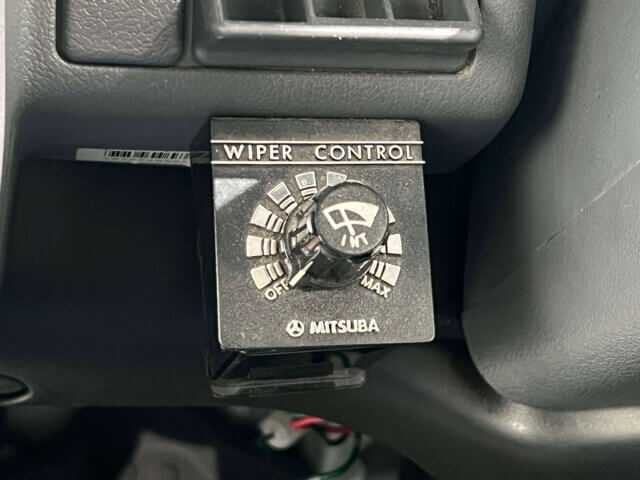 WIPER CONTROL
INT
OFF
MAX
MITSUBA